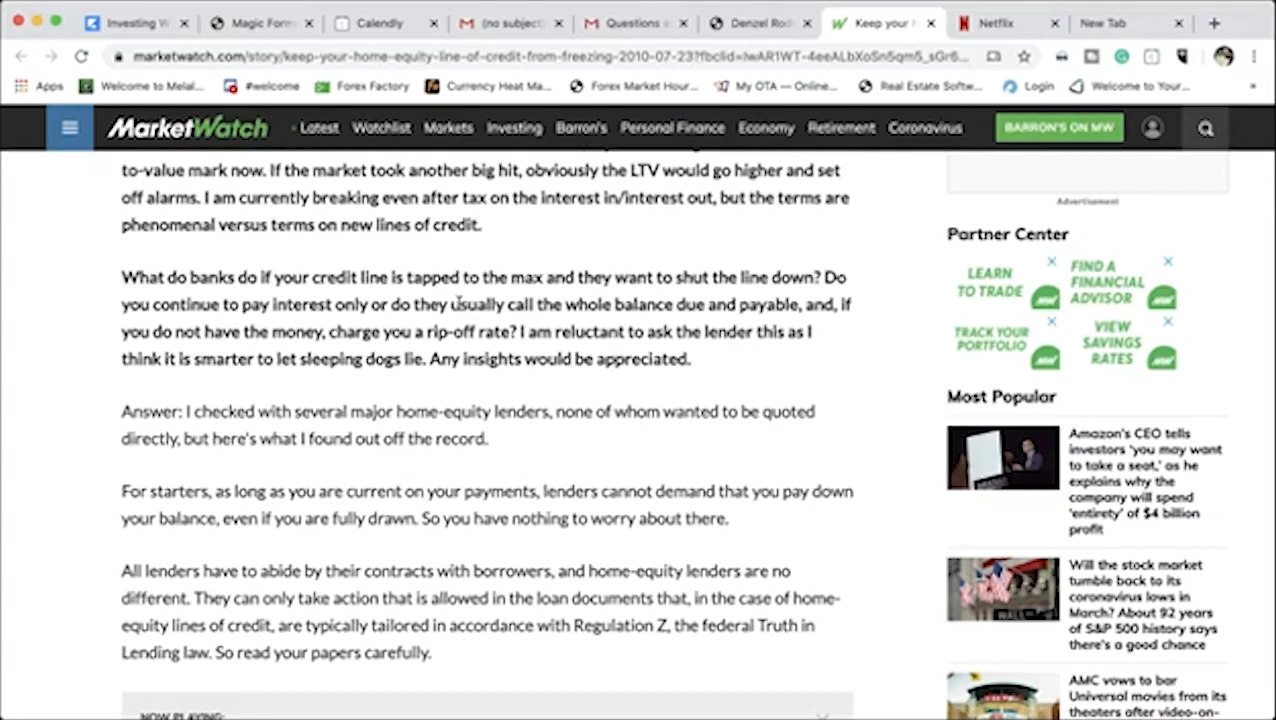 Investing W
Magic Form
Calendly
(no subject
Questions a
Denzel Rod
Keep your h
Netflix
New Tab
marketwatch.com/story/keep-your-home-equity-line-of-credit-from-freezing-2010-07-23?fbclid=IwAR1WT-4eeALbXoSn5qm5_sGr6...
Apps
Welcome to Melal...
#welcome
Forex Factory
Currency Heat Ma...
Forex Market Hour...
My OTA — Online...
Real Estate Softw...
Login
Welcome to Your...
»
MarketWatch
Latest
Watchlist
Markets
Investing
Barron's
Personal Finance
Economy
Retirement
Coronavirus
BARRON'S ON MW
to-value mark now. If the market took another big hit, obviously the LTV would go higher and set
off alarms. I am currently breaking even after tax on the interest in/interest out, but the terms are
phenomenal versus terms on new lines of credit.
What do banks do if your credit line is tapped to the max and they want to shut the line down? Do
you continue to pay interest only or do they usually call the whole balance due and payable, and, if
you do not have the money, charge you a rip-off rate? I am reluctant to ask the lender this as I
think it is smarter to let sleeping dogs lie. Any insights would be appreciated.
Answer: I checked with several major home-equity lenders, none of whom wanted to be quoted
directly, but here's what I found out off the record.
For starters, as long as you are current on your payments, lenders cannot demand that you pay down
your balance, even if you are fully drawn. So you have nothing to worry about there.
All lenders have to abide by their contracts with borrowers, and home-equity lenders are no
different. They can only take action that is allowed in the loan documents that, in the case of home-
equity lines of credit, are typically tailored in accordance with Regulation Z, the federal Truth in
Lending law. So read your papers carefully.
NOW PLAYING:
Advertisement
Partner Center
LEARN
TO TRADE
MW
FIND A
FINANCIAL
ADVISOR
MW
TRACK YOUR
PORTFOLIO
MW
VIEW
SAVINGS
RATES
MW
Most Popular
Amazon's CEO tells
investors 'you may want
to take a seat,' as he
explains why the
company will spend
'entirety' of $4 billion
profit
Will the stock market
tumble back to its
coronavirus lows in
March? About 92 years
of S&P 500 history says
there's a good chance
AMC vows to bar
Universal movies from its
theaters after video-on-